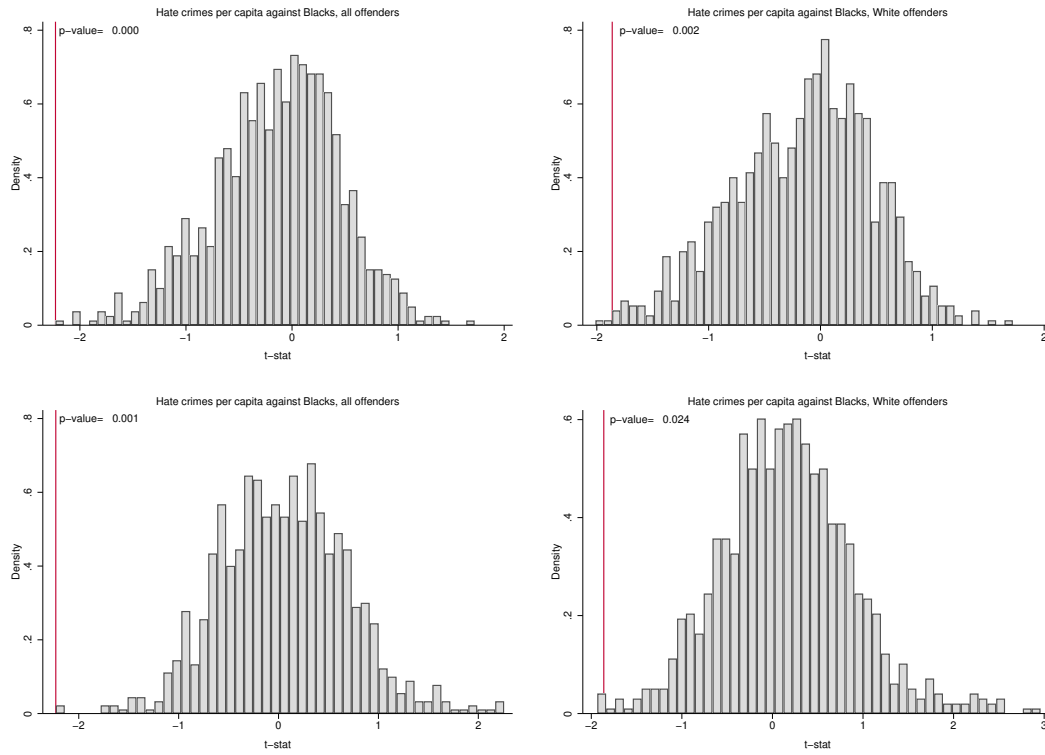 Hate crimes per capita against Blacks, all offenders
p−value= 0.000
.8
.6
.4
.2
0
Density
−2 −1 0 1 2
t−stat
Hate crimes per capita against Blacks, White offenders
p−value= 0.002
.8
.6
.4
.2
0
Density
−2 −1 0 1 2
t−stat
Hate crimes per capita against Blacks, all offenders
p−value= 0.001
.8
.6
.4
.2
0
Density
−2 −1 0 1 2
t−stat
Hate crimes per capita against Blacks, White offenders
p−value= 0.024
.6
.4
.2
0
Density
−2 −1 0 1 2 3
t−stat